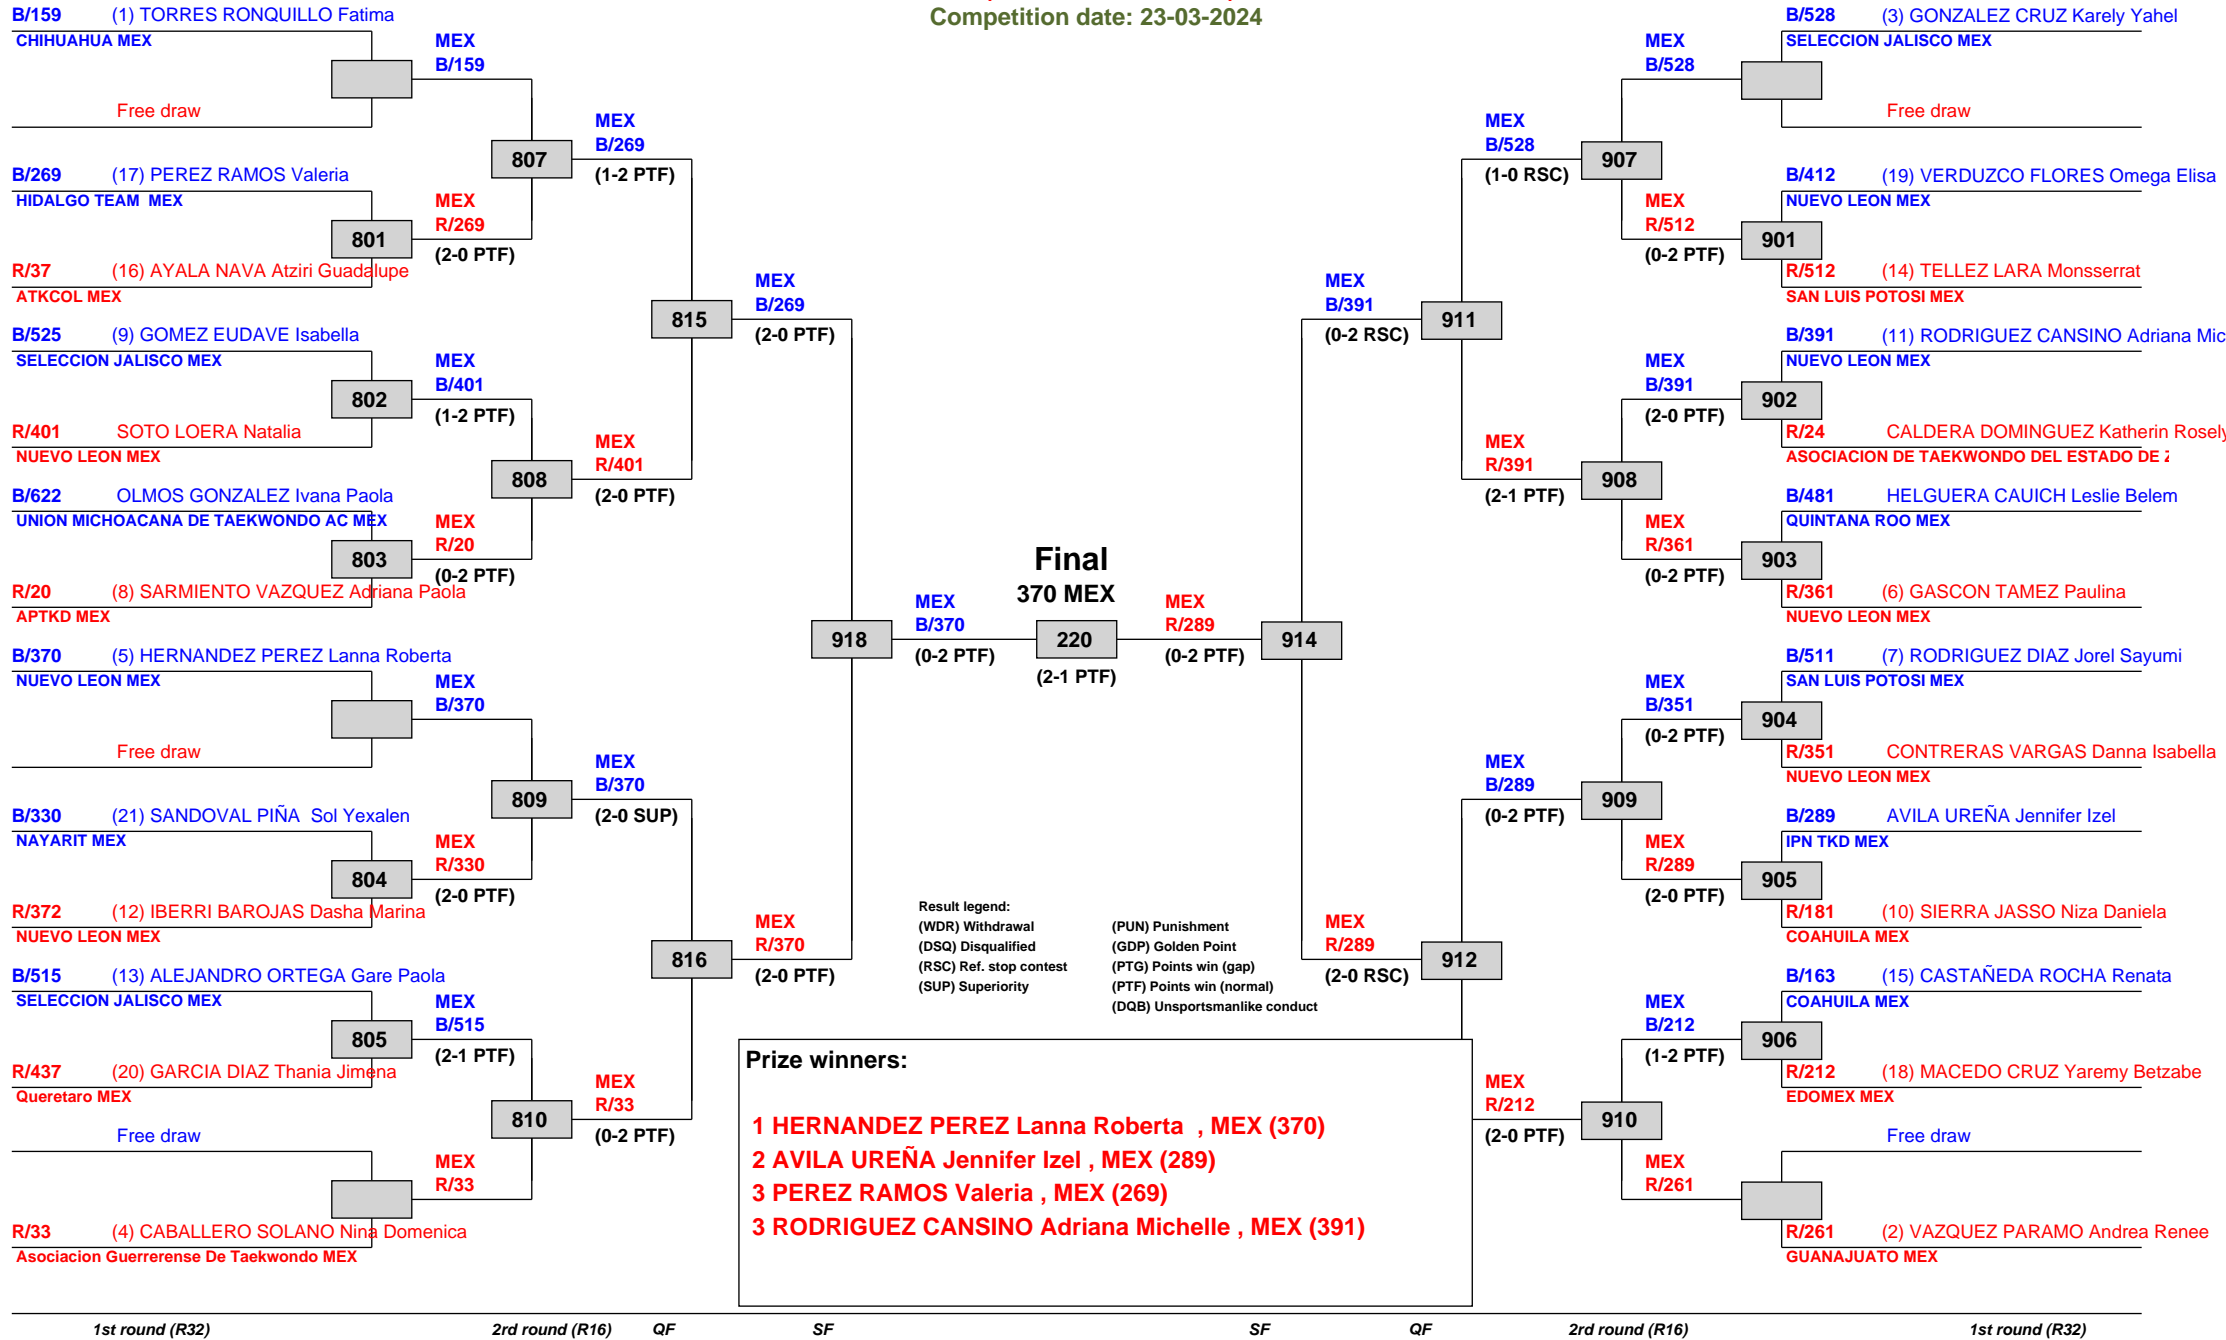 Competition date: 23-03-2024
B/159 (1) TORRES RONQUILLO Fatima
CHIHUAHUA MEX
MEX
B/159
Free draw
807
MEX
B/269
(1-2 PTF)
B/269 (17) PEREZ RAMOS Valeria
HIDALGO TEAM MEX
801
MEX
R/269
(2-0 PTF)
R/37 (16) AYALA NAVA Atziri Guadalupe
ATKCOL MEX
815
MEX
B/269
(2-0 PTF)
B/525 (9) GOMEZ EUDAVE Isabella
SELECCION JALISCO MEX
802
MEX
B/401
(1-2 PTF)
R/401 SOTO LOERA Natalia
NUEVO LEON MEX
808
MEX
R/401
(2-0 PTF)
B/622 OLMOS GONZALEZ Ivana Paola
UNION MICHOACANA DE TAEKWONDO AC MEX
803
MEX
R/20
(0-2 PTF)
R/20 (8) SARMIENTO VAZQUEZ Adriana Paola
APTKD MEX
918
MEX
B/370
(0-2 PTF)
B/370 (5) HERNANDEZ PEREZ Lanna Roberta
NUEVO LEON MEX
MEX
B/370
Free draw
809
MEX
B/370
(2-0 SUP)
B/330 (21) SANDOVAL PIÑA Sol Yexalen
NAYARIT MEX
804
MEX
R/330
(2-0 PTF)
R/372 (12) IBERRI BAROJAS Dasha Marina
NUEVO LEON MEX
816
MEX
R/370
(2-0 PTF)
B/515 (13) ALEJANDRO ORTEGA Gare Paola
SELECCION JALISCO MEX
805
MEX
B/515
(2-1 PTF)
R/437 (20) GARCIA DIAZ Thania Jimena
Queretaro MEX
810
MEX
R/33
(0-2 PTF)
Free draw
MEX
R/33
R/33 (4) CABALLERO SOLANO Nina Domenica
Asociacion Guerrerense De Taekwondo MEX
Final
370 MEX
220
(2-1 PTF)
MEX
R/289
(0-2 PTF)
914
B/528 (3) GONZALEZ CRUZ Karely Yahel
SELECCION JALISCO MEX
MEX
B/528
Free draw
907
MEX
B/528
(1-0 RSC)
B/412 (19) VERDUZCO FLORES Omega Elisa
NUEVO LEON MEX
901
MEX
R/512
(0-2 PTF)
R/512 (14) TELLEZ LARA Monsserrat
SAN LUIS POTOSI MEX
911
MEX
B/391
(0-2 RSC)
B/391 (11) RODRIGUEZ CANSINO Adriana Mic
NUEVO LEON MEX
902
MEX
B/391
(2-0 PTF)
R/24 CALDERA DOMINGUEZ Katherin Rosely
ASOCIACION DE TAEKWONDO DEL ESTADO DE
908
MEX
R/391
(2-1 PTF)
B/481 HELGUERA CAUICH Leslie Belem
QUINTANA ROO MEX
903
MEX
R/361
(0-2 PTF)
R/361 (6) GASCON TAMEZ Paulina
NUEVO LEON MEX
B/511 (7) RODRIGUEZ DIAZ Jorel Sayumi
SAN LUIS POTOSI MEX
904
MEX
B/351
(0-2 PTF)
R/351 CONTRERAS VARGAS Danna Isabella
NUEVO LEON MEX
909
MEX
B/289
(0-2 PTF)
B/289 AVILA UREÑA Jennifer Izel
IPN TKD MEX
905
MEX
R/289
(2-0 PTF)
R/181 (10) SIERRA JASSO Niza Daniela
COAHUILA MEX
912
MEX
R/289
(2-0 RSC)
B/163 (15) CASTAÑEDA ROCHA Renata
COAHUILA MEX
906
MEX
B/212
(1-2 PTF)
R/212 (18) MACEDO CRUZ Yaremy Betzabe
EDOMEX MEX
910
MEX
R/212
(2-0 PTF)
Free draw
MEX
R/261
R/261 (2) VAZQUEZ PARAMO Andrea Renee
GUANAJUATO MEX
Result legend:
(WDR) Withdrawal (PUN) Punishment
(DSQ) Disqualified (GDP) Golden Point
(RSC) Ref. stop contest (PTG) Points win (gap)
(SUP) Superiority (PTF) Points win (normal)
(DQB) Unsportsmanlike conduct
Prize winners:
1 HERNANDEZ PEREZ Lanna Roberta , MEX (370)
2 AVILA UREÑA Jennifer Izel , MEX (289)
3 PEREZ RAMOS Valeria , MEX (269)
3 RODRIGUEZ CANSINO Adriana Michelle , MEX (391)
1st round (R32) 2rd round (R16) QF SF SF QF 2rd round (R16) 1st round (R32)